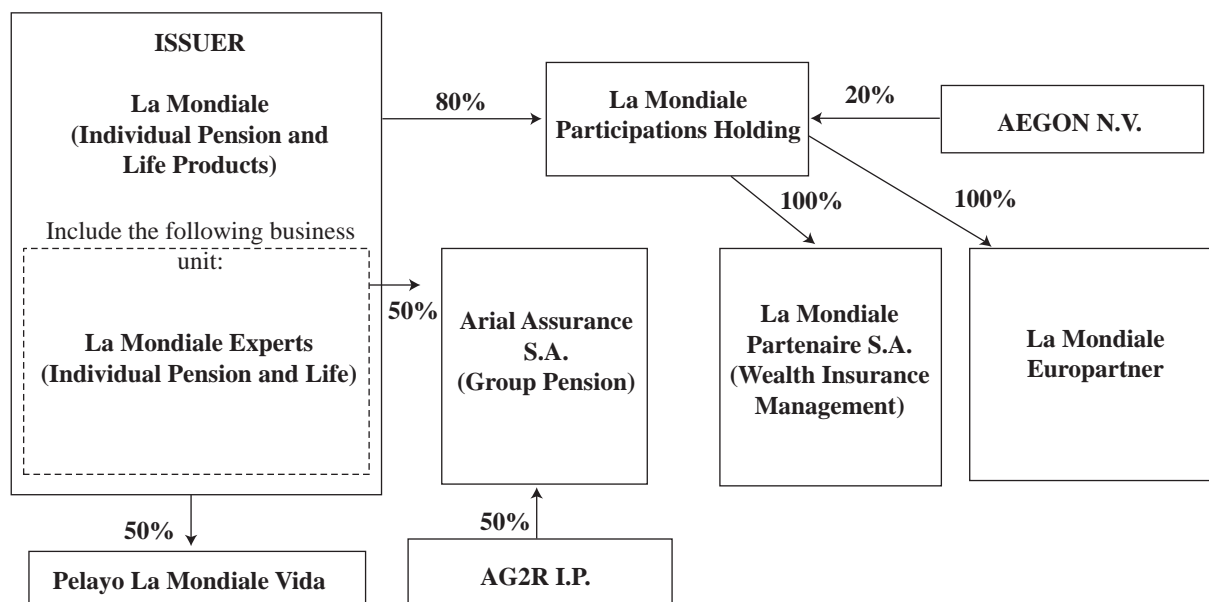 ISSUER
La Mondiale
(Individual Pension and
Life Products)
Include the following business
unit:
La Mondiale Experts
(Individual Pension and Life)
80%
La Mondiale
Participations Holding
20%
AEGON N.V.
100%
100%
50%
Arial Assurance
S.A.
(Group Pension)
La Mondiale
Partenaire S.A.
(Wealth Insurance
Management)
La Mondiale
Europartner
50%
Pelayo La Mondiale Vida
50%
AG2R I.P.